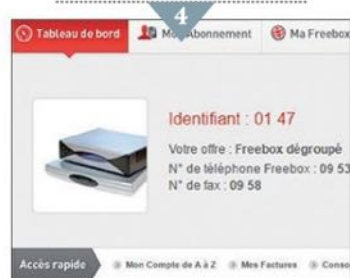 4
Tableau de bord Mon Abonnement Ma Freebox
Identifiant : 01 47
Votre offre : Freebox dégroupé
N° de téléphone Freebox : 09 53
N° de fax : 09 58
Accès rapide Mon Compte de A à Z Mes Factures Conso